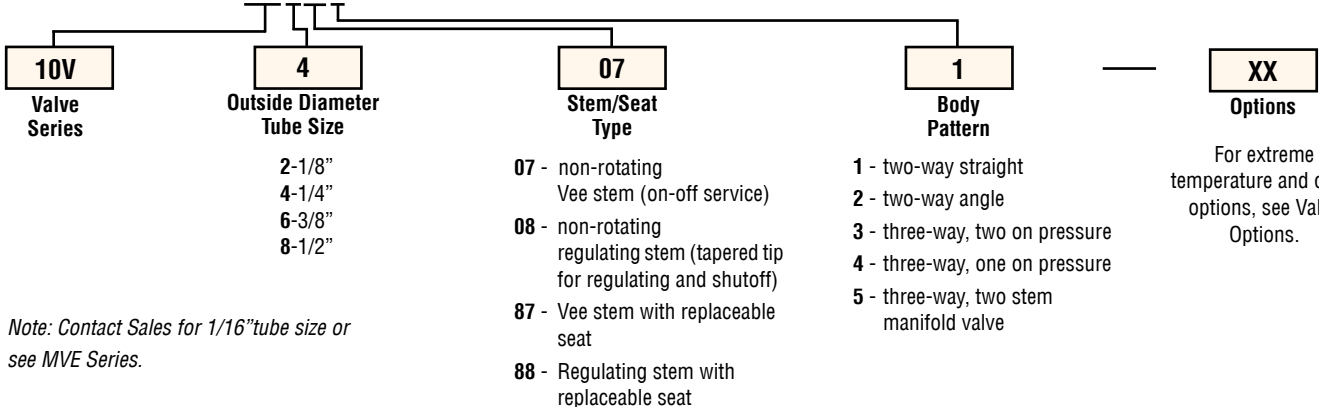 10V
Valve
Series
4
Outside Diameter
Tube Size
2-1/8”
4-1/4”
6-3/8”
8-1/2”
Note: Contact Sales for 1/16”tube size or
see MVE Series.
07
Stem/Seat
Type
07 - non-rotating
Vee stem (on-off service)
08 - non-rotating
regulating stem (tapered tip
for regulating and shutoff)
87 - Vee stem with replaceable
seat
88 - Regulating stem with
replaceable seat
1
Body
Pattern
1 - two-way straight
2 - two-way angle
3 - three-way, two on pressure
4 - three-way, one on pressure
5 - three-way, two stem
manifold valve
XX
Options
For extreme
temperature and
options, see
Options.